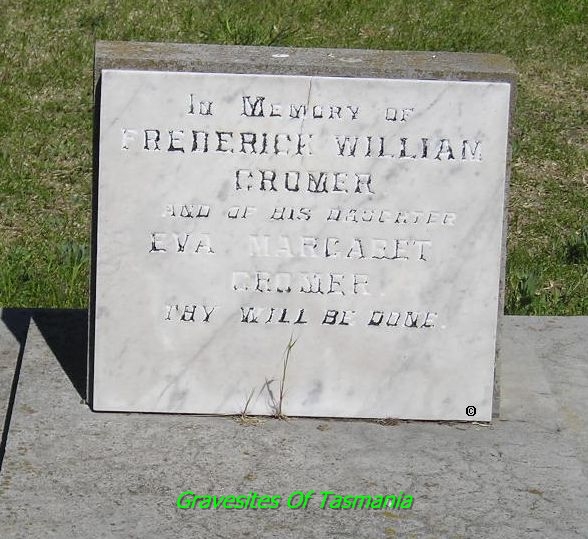 In Memory of
FREDERICK WILLIAM
CROMER
AND OF HIS DAUGHTER
EVA MARGARET
CROMER.
THY WILL BE DONE.
©
Gravesites Of Tasmania